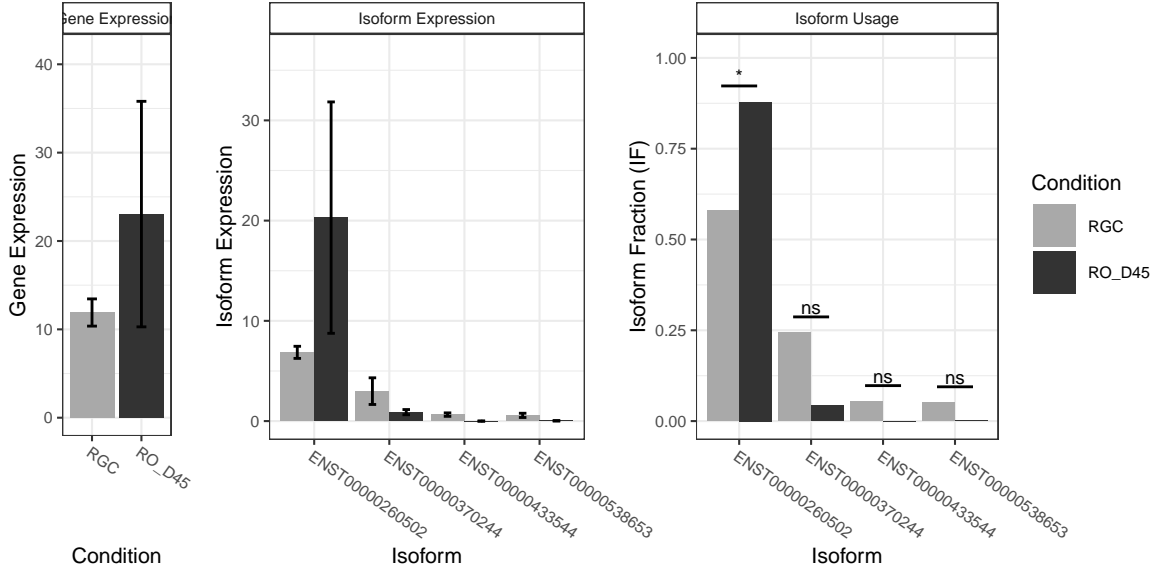 Gene Expression
Isoform Expression
Isoform Usage
Gene Expression
40
30
20
10
0
RGC
RO_D45
Condition
Isoform Expression
30
20
10
0
ENST00000260502
ENST00000370244
ENST00000433544
ENST00000538653
Isoform
Isoform Fraction (IF)
1.00
0.75
0.50
0.25
0.00
*
ns
ns
ns
ENST00000260502
ENST00000370244
ENST00000433544
ENST00000538653
Isoform
Condition
RGC
RO_D45